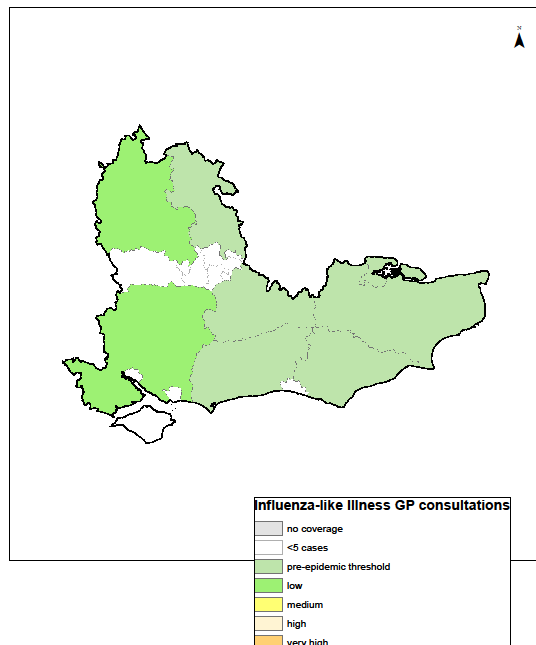 N
Influenza-like Illness GP consultations
no coverage
<5 cases
pre-epidemic threshold
low
medium
high
very high